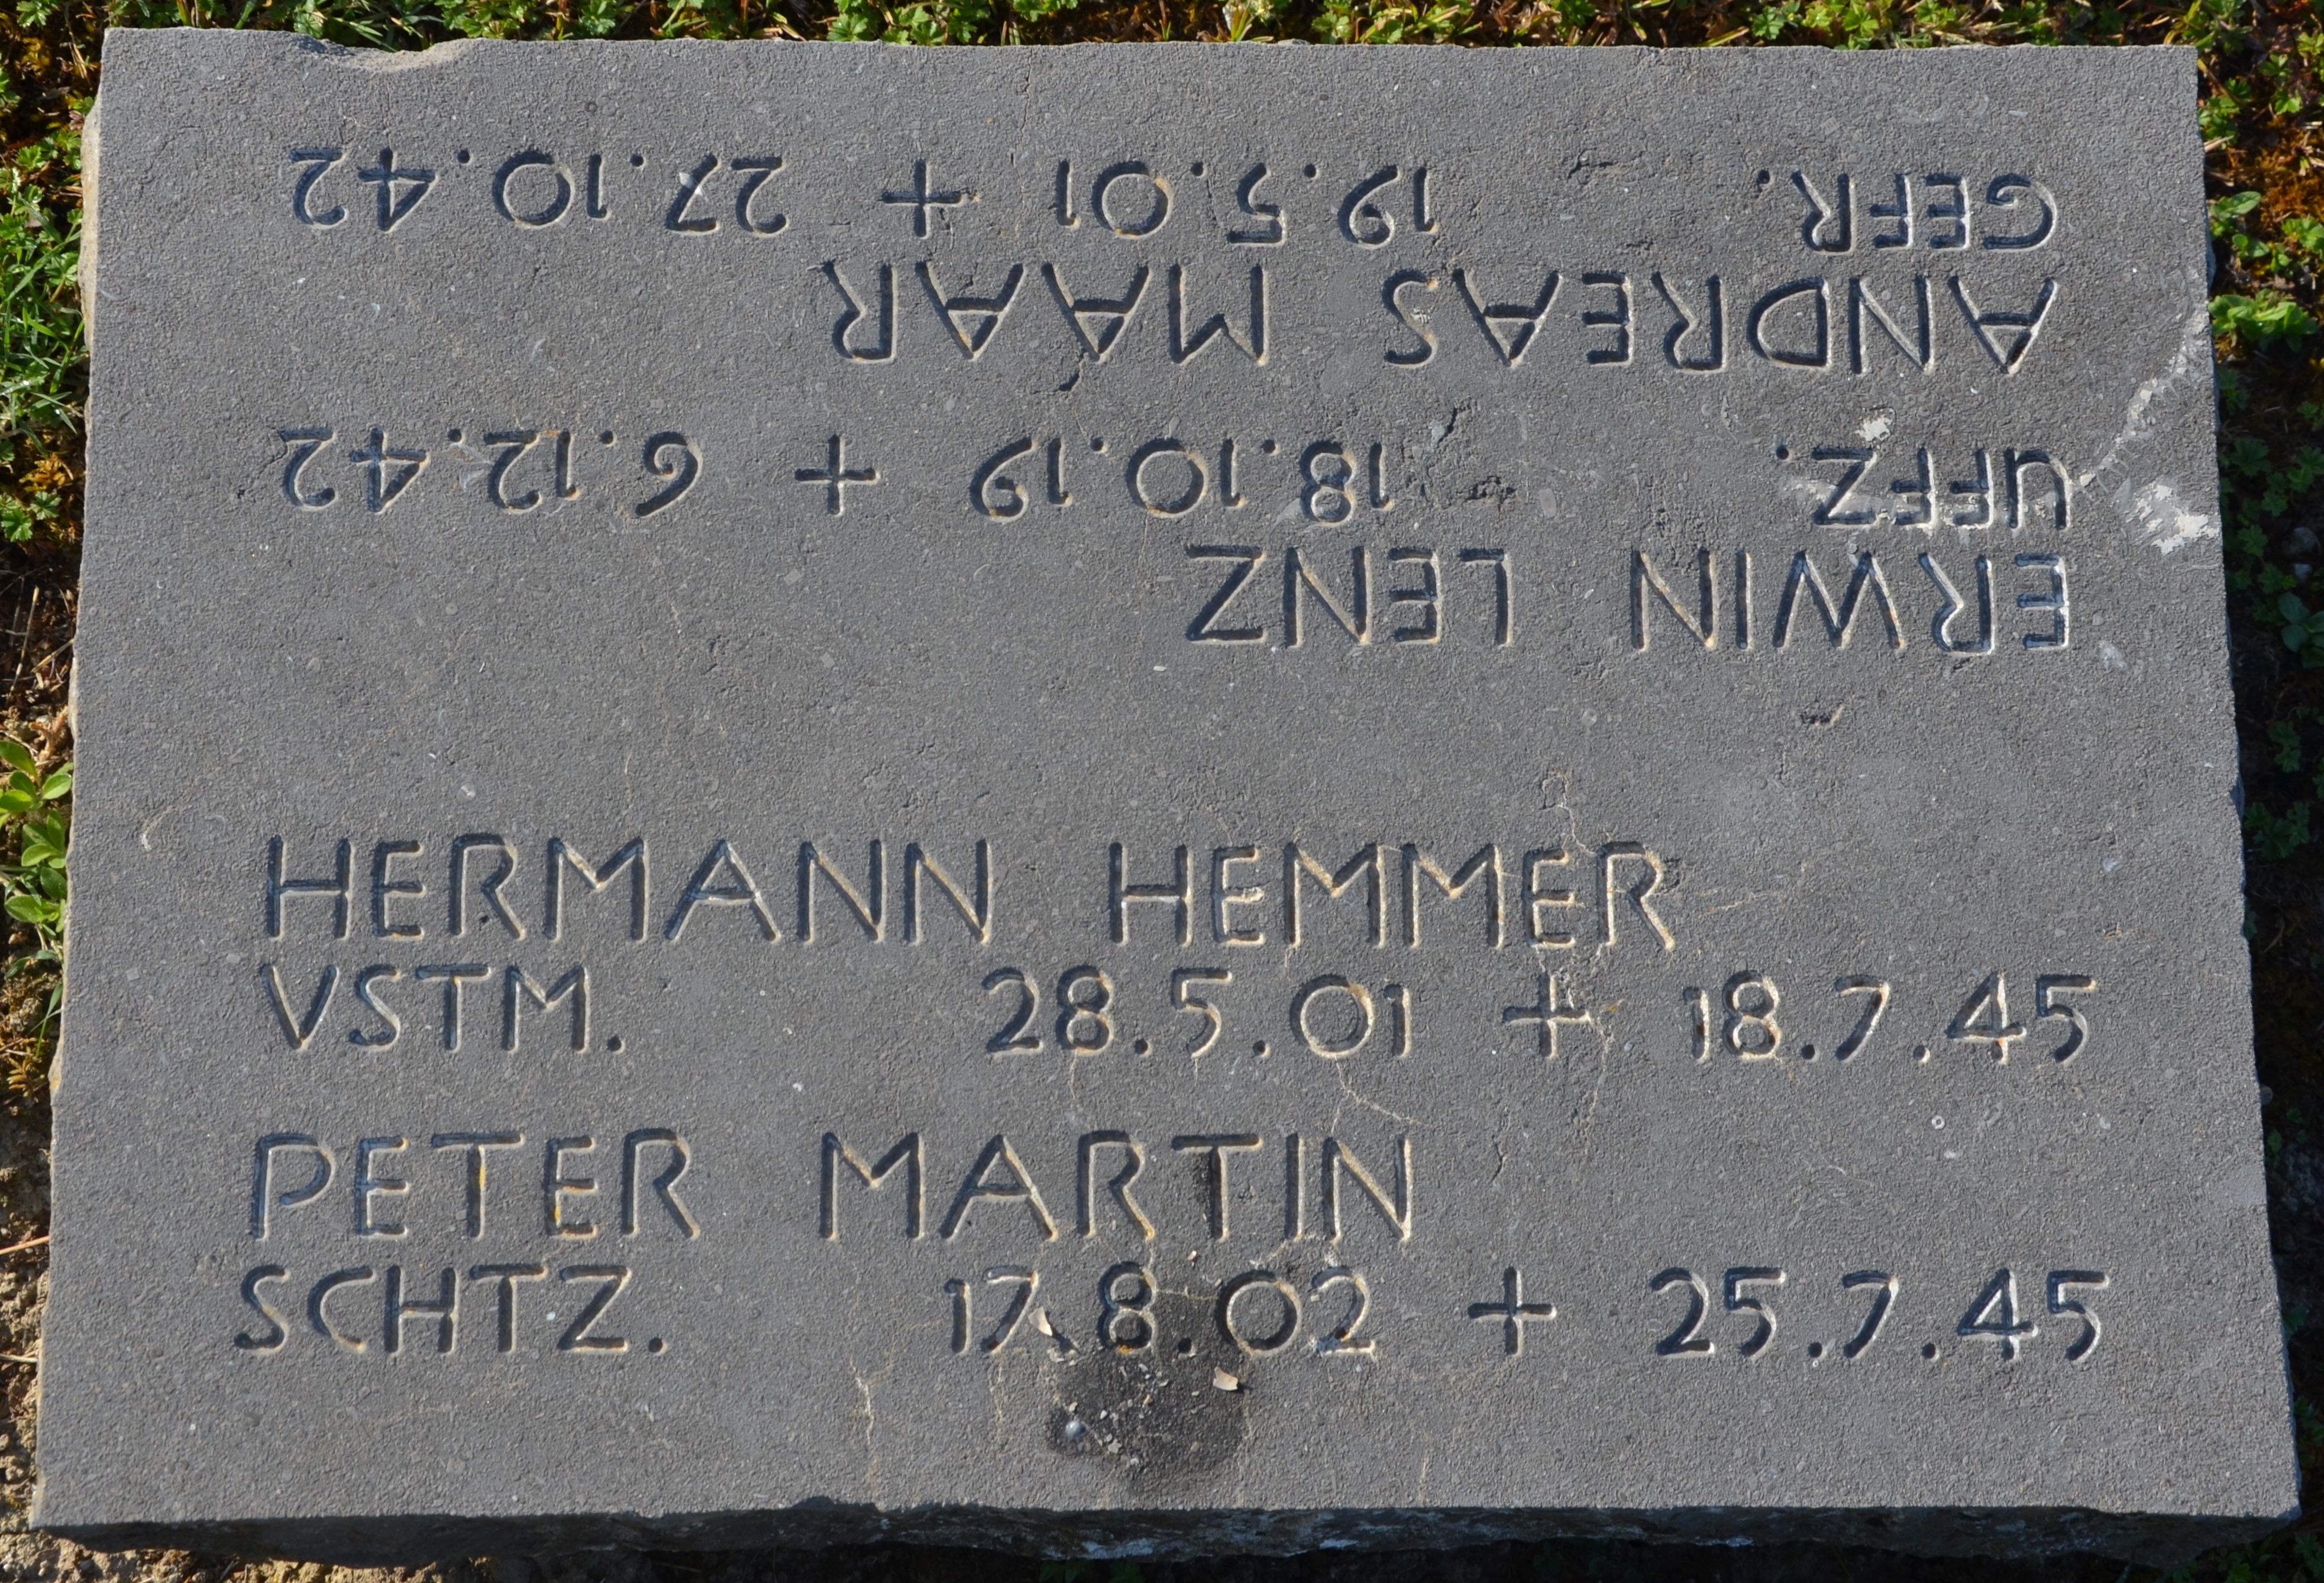 ERWIN LENZ
UFFZ. 18.10.19 + 6.12.42
ANDREAS MAAR
GEFR. 19.5.01 + 27.10.42
HERMANN HEMMER
VSTM. 28.5.01 + 18.7.45
PETER MARTIN
SCHTZ. 17.8.02 + 25.7.45